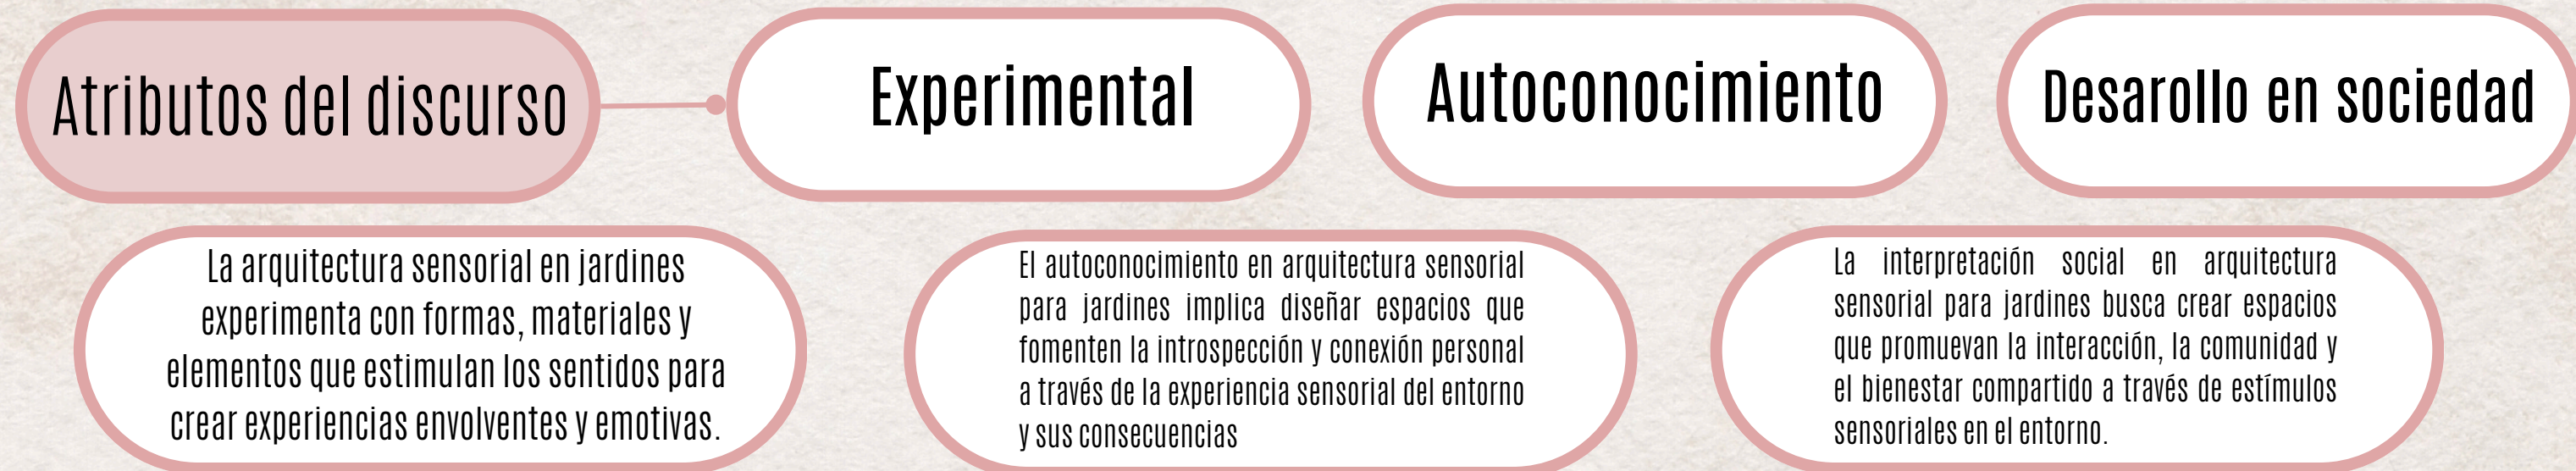 Atributos del discurso
Experimental
Autoconocimiento
Desarollo en sociedad
La arquitectura sensorial en jardines
experimenta con formas, materiales y
elementos que estimulan los sentidos para
crear experiencias envolventes y emotivas.
El autoconocimiento en arquitectura sensorial
para jardines implica diseñar espacios que
fomenten la introspección y conexión personal
a través de la experiencia sensorial del entorno
y sus consecuencias
La interpretación social en arquitectura
sensorial para jardines busca crear espacios
que promuevan la interacción, la comunidad y
el bienestar compartido a través de estímulos
sensoriales en el entorno.